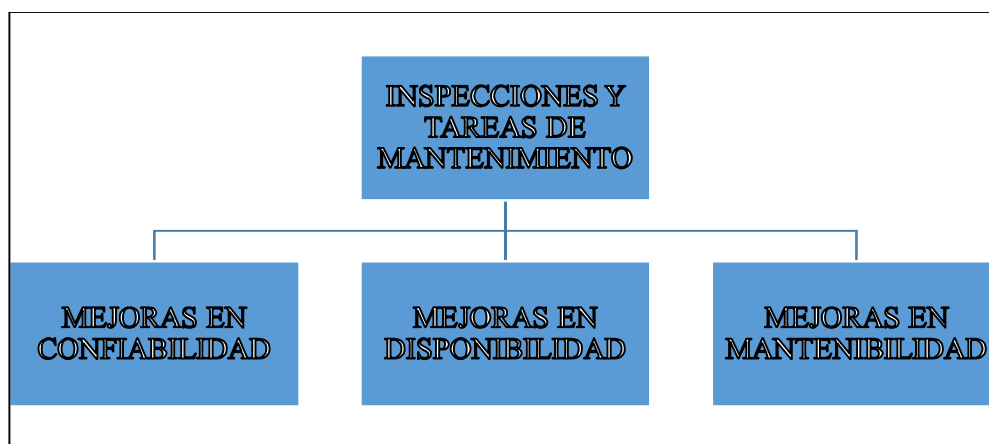 INSPECCIONES Y
TAREAS DE
MANTENIMIENTO
MEJORAS EN
CONFIABILIDAD
MEJORAS EN
DISPONIBILIDAD
MEJORAS EN
MANTENIBILIDAD